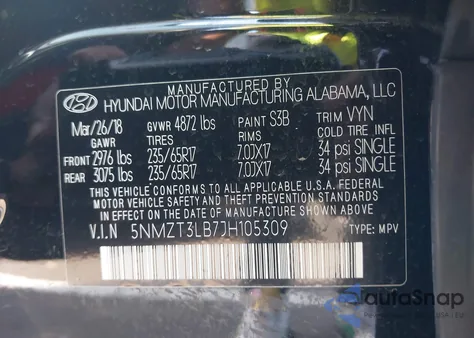 MANUFACTURED BY
HYUNDAI MOTOR MANUFACTURING ALABAMA, LLC
Mar/26/18 GVWR 4872 lbs PAINT S3B TRIM VYN
GAWR TIRES RIMS COLD TIRE INFL
FRONT 2976 lbs 235/65R17 7.0JX17 34 psi SINGLE
REAR 3075 lbs 235/65R17 7.0JX17 34 psi SINGLE
THIS VEHICLE CONFORMS TO ALL APPLICABLE U.S.A. FEDERAL
MOTOR VEHICLE SAFETY AND THEFT PREVENTION STANDARDS
IN EFFECT ON THE DATE OF MANUFACTURE SHOWN ABOVE.
V.I.N 5NMZT3LB7JH105309 TYPE: MPV
autoSnap